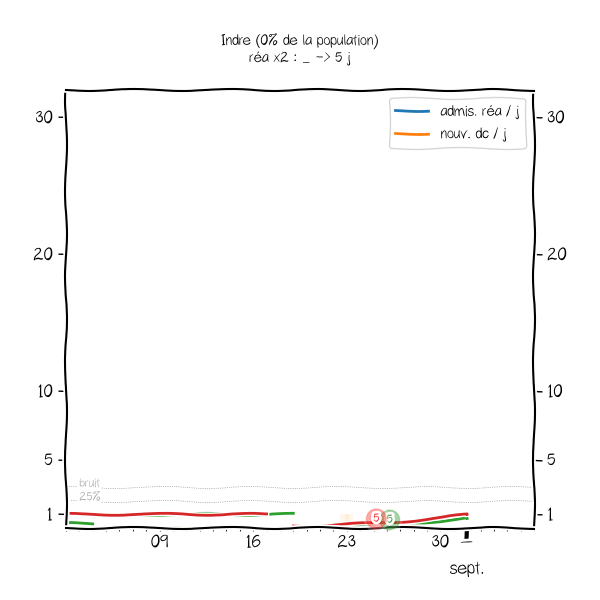 Indre (0% de la population)
réa x2 : _ -> 5 j
admis. réa / j
nouv. dc / j
30
30
20
20
10
10
5
5
bruit
25%
1
1
5
5
09
16
23
30
sept.